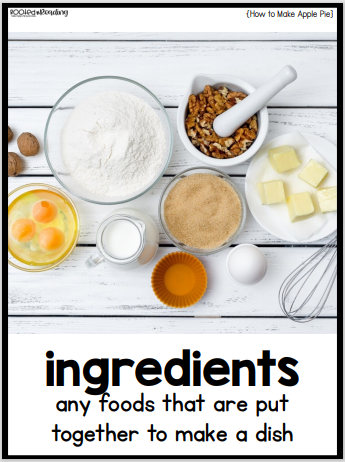 Rooted in Reading
{How to Make Apple Pie}
ingredients
any foods that are put
together to make a dish